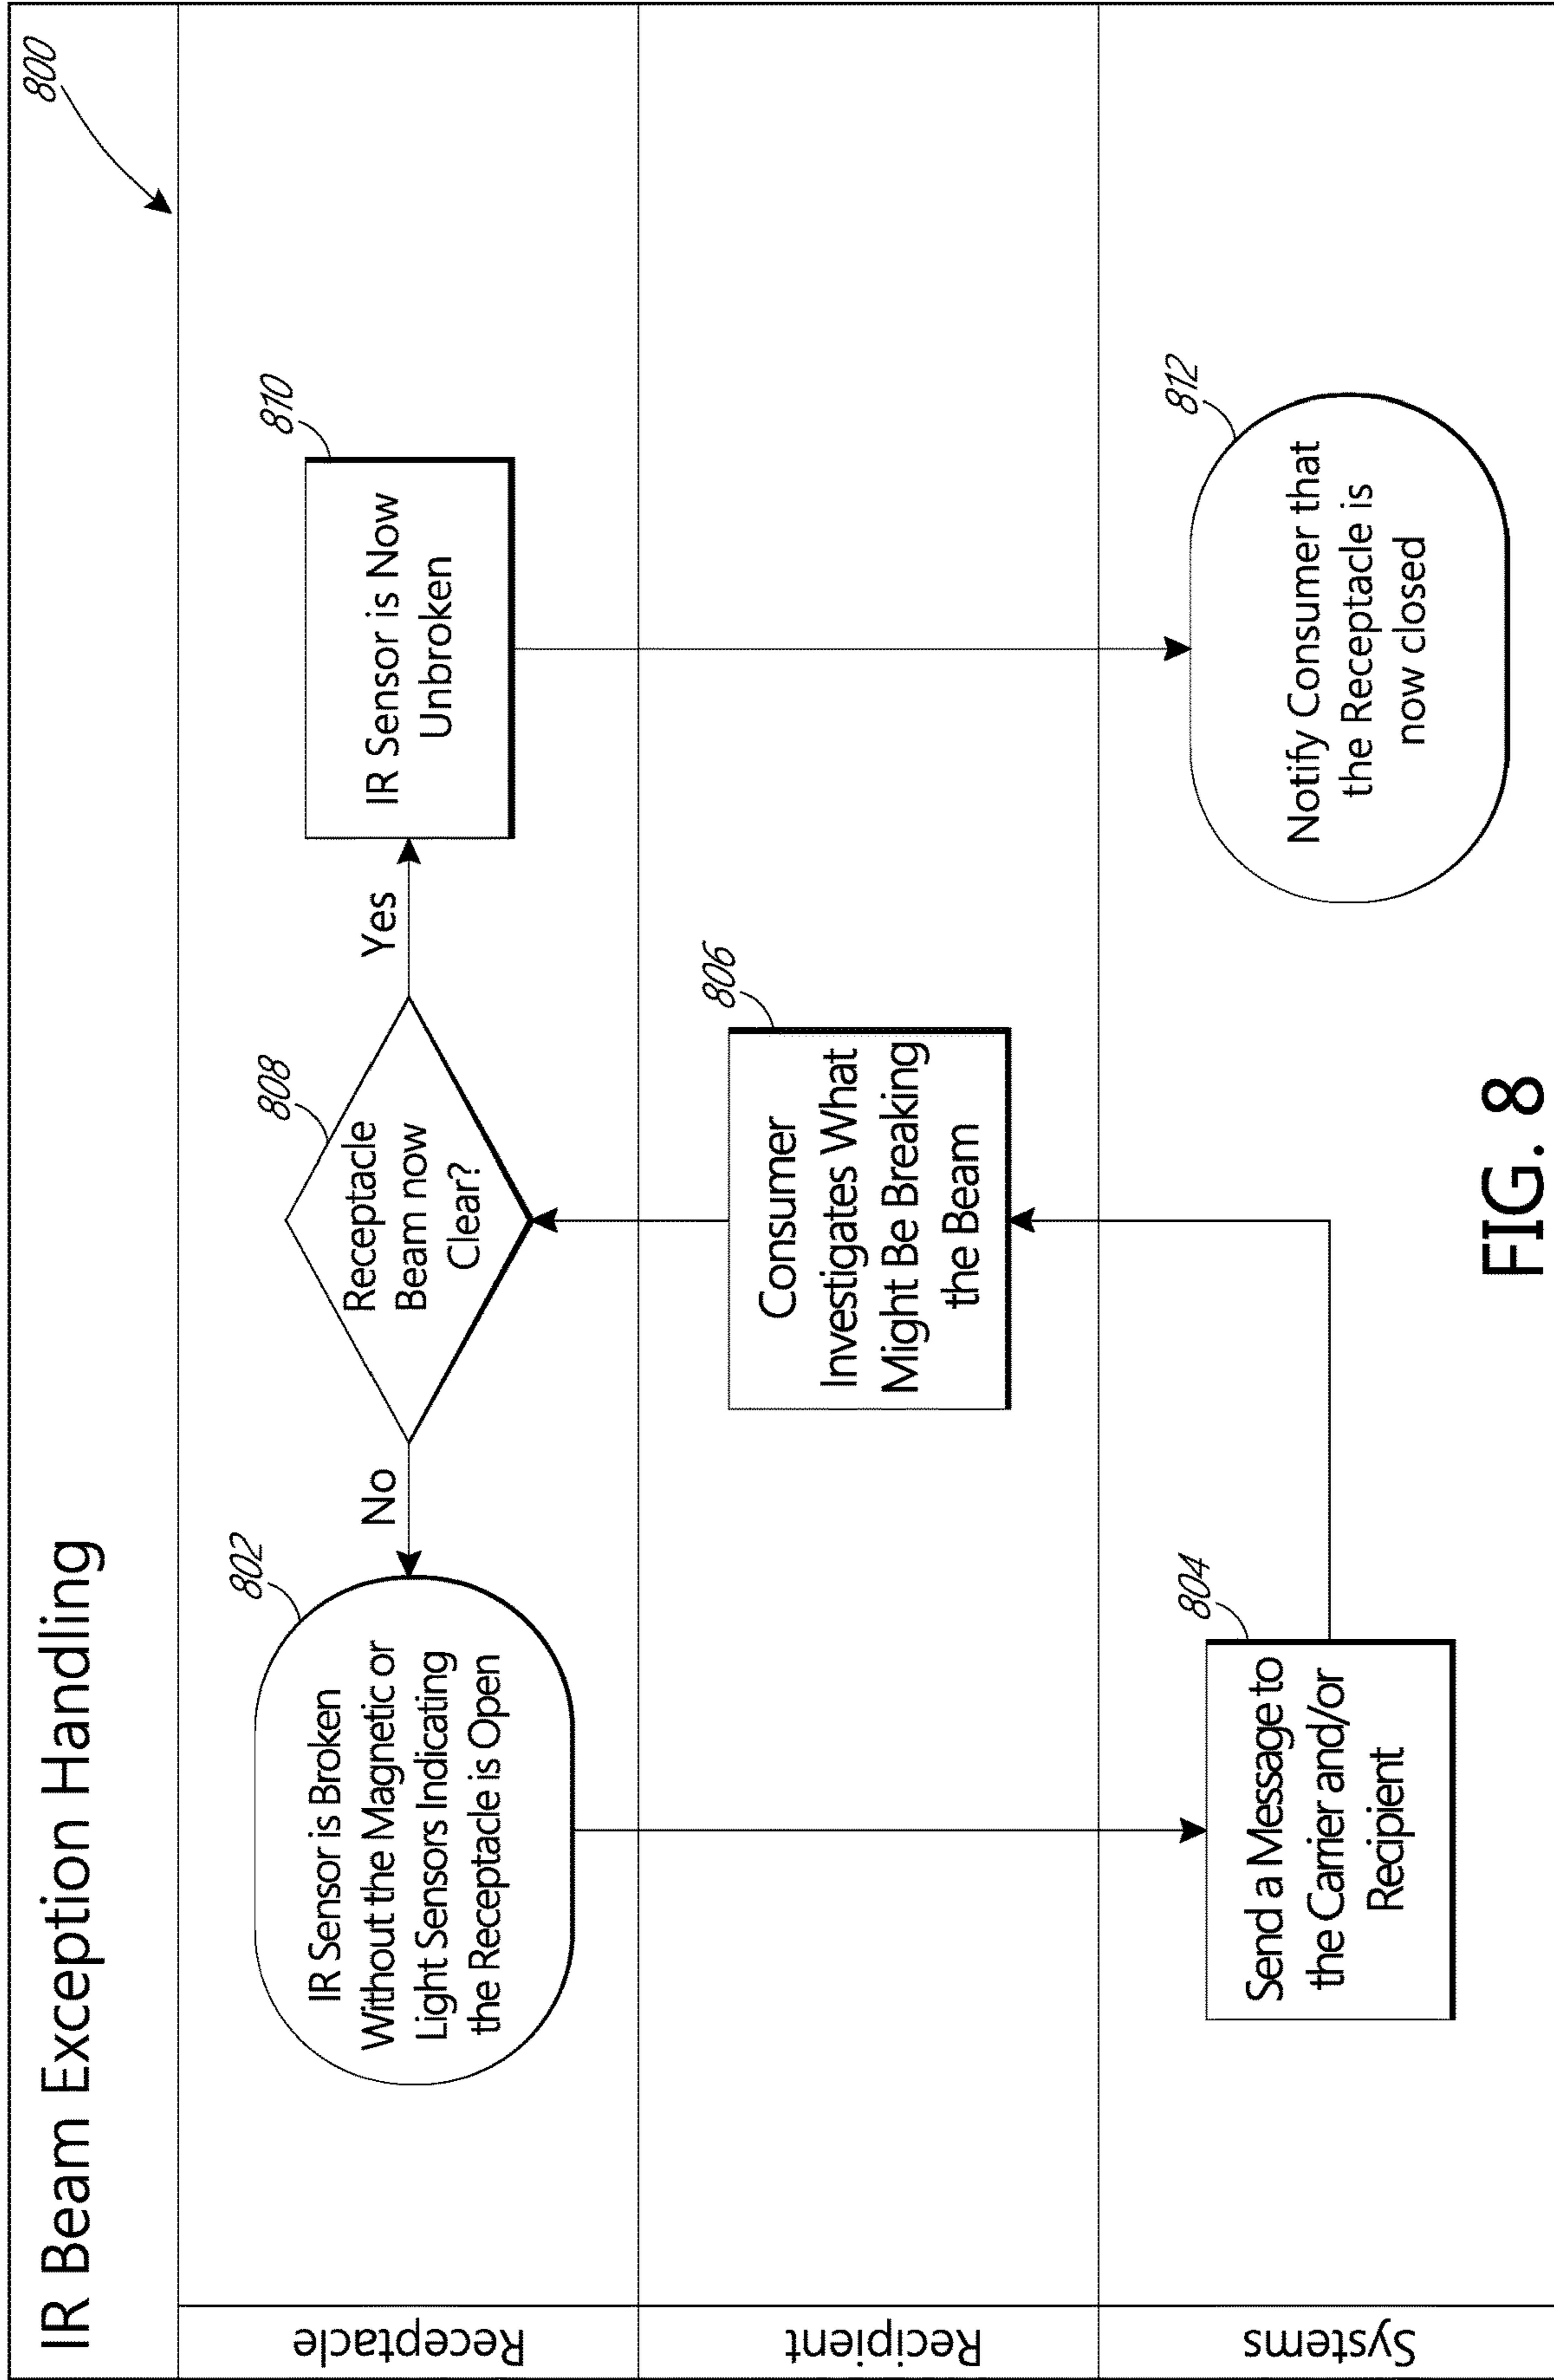 IR Beam Exception Handling
800
Receptacle
802
IR Sensor is Broken
Without the Magnetic or
Light Sensors Indicating
the Receptacle is Open
No
808
Receptacle
Beam now
Clear?
Yes
810
IR Sensor is Now
Unbroken
Recipient
806
Consumer
Investigates What
Might Be Breaking
the Beam
Systems
804
Send a Message to
the Carrier and/or
Recipient
812
Notify Consumer that
the Receptacle is
now closed
FIG. 8